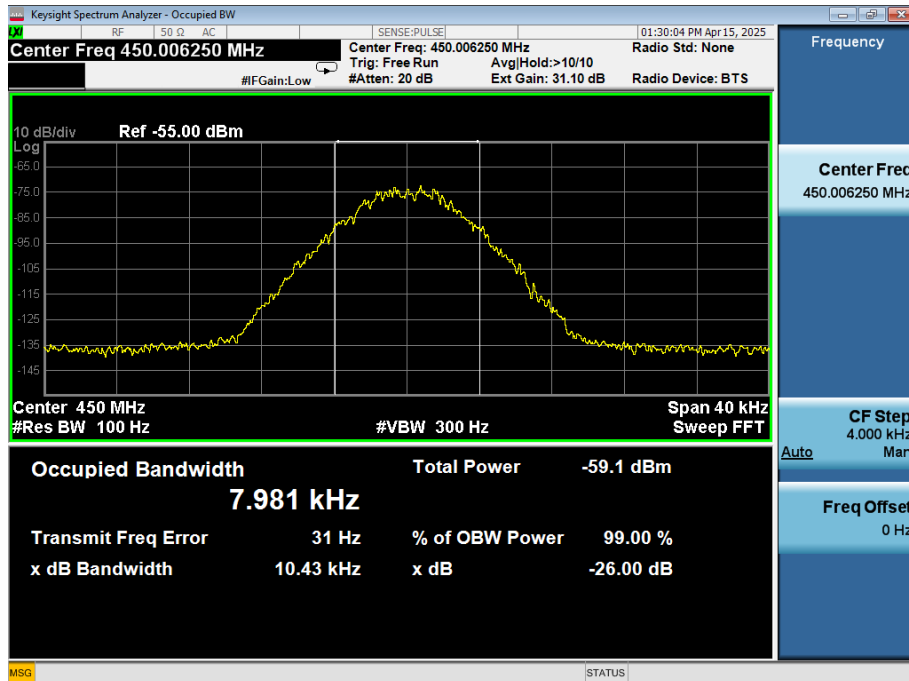 Keysight Spectrum Analyzer - Occupied BW
LXI RF 50 Ω AC SENSE:PULSE 01:30:04 PM Apr 15, 2025
Center Freq 450.006250 MHz
Center Freq: 450.006250 MHz Radio Std: None
Trig: Free Run Avg|Hold:>10/10
#IFGain:Low #Atten: 20 dB Ext Gain: 31.10 dB Radio Device: BTS
10 dB/div Ref -55.00 dBm
Log
-65.0
-75.0
-85.0
-95.0
-105
-115
-125
-135
-145
Center 450 MHz Span 40 kHz
#Res BW 100 Hz #VBW 300 Hz Sweep FFT
Occupied Bandwidth Total Power -59.1 dBm
7.981 kHz
Transmit Freq Error 31 Hz % of OBW Power 99.00 %
x dB Bandwidth 10.43 kHz x dB -26.00 dB
Frequency
Center Freq
450.006250 MHz
CF Step
4.000 kHz
Auto Man
Freq Offset
0 Hz
MSG STATUS